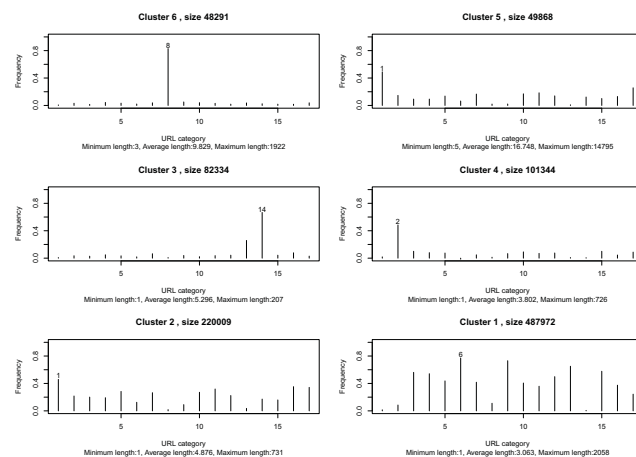 Cluster 6 , size 48291
Frequency
0.0 0.4 0.8
8
5 10 15
URL category
Minimum length:3, Average length:9.829, Maximum length:1922
Cluster 5 , size 49868
Frequency
0.0 0.4 0.8
1
5 10 15
URL category
Minimum length:5, Average length:16.748, Maximum length:14795
Cluster 3 , size 82334
Frequency
0.0 0.4 0.8
14
5 10 15
URL category
Minimum length:1, Average length:5.296, Maximum length:207
Cluster 4 , size 101344
Frequency
0.0 0.4 0.8
2
5 10 15
URL category
Minimum length:1, Average length:3.802, Maximum length:726
Cluster 2 , size 220009
Frequency
0.0 0.4 0.8
1
5 10 15
URL category
Minimum length:1, Average length:4.876, Maximum length:731
Cluster 1 , size 487972
Frequency
0.0 0.4 0.8
6
5 10 15
URL category
Minimum length:1, Average length:3.063, Maximum length:2058